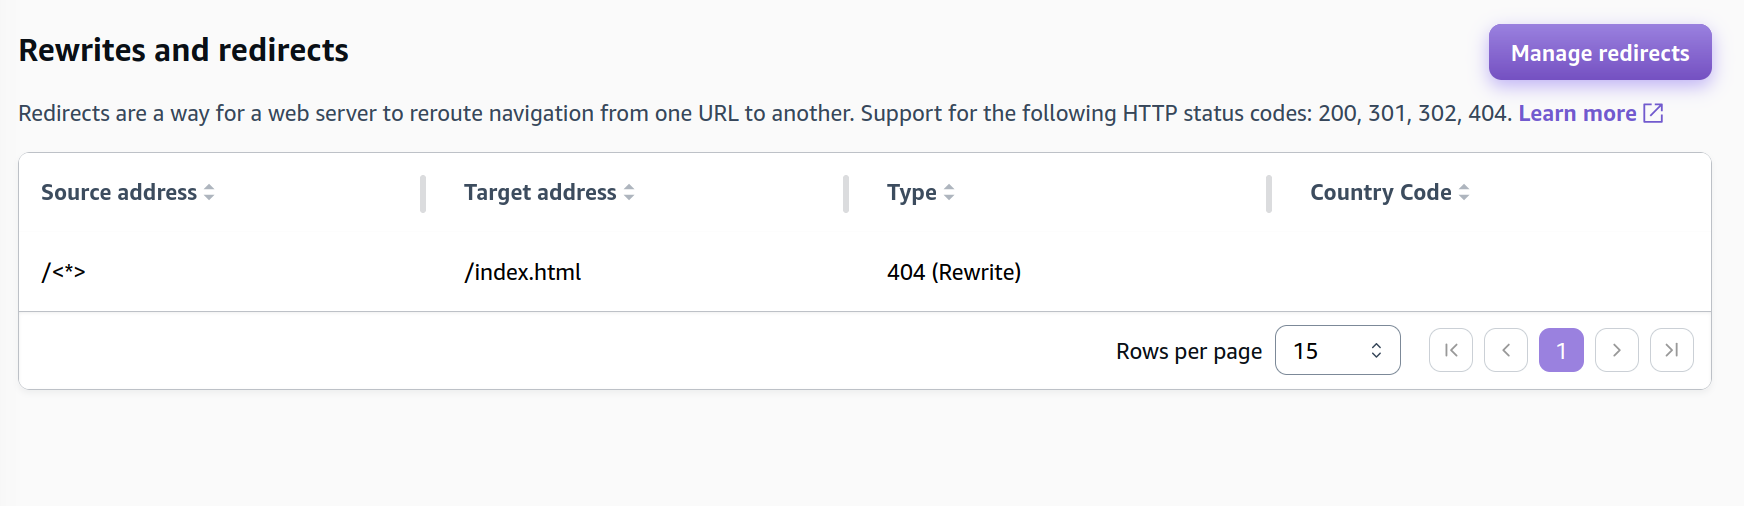 Rewrites and redirects
Manage redirects
Redirects are a way for a web server to reroute navigation from one URL to another. Support for the following HTTP status codes: 200, 301, 302, 404. Learn more
Source address Target address Type Country Code
/<*> /index.html 404 (Rewrite)
Rows per page 15 1